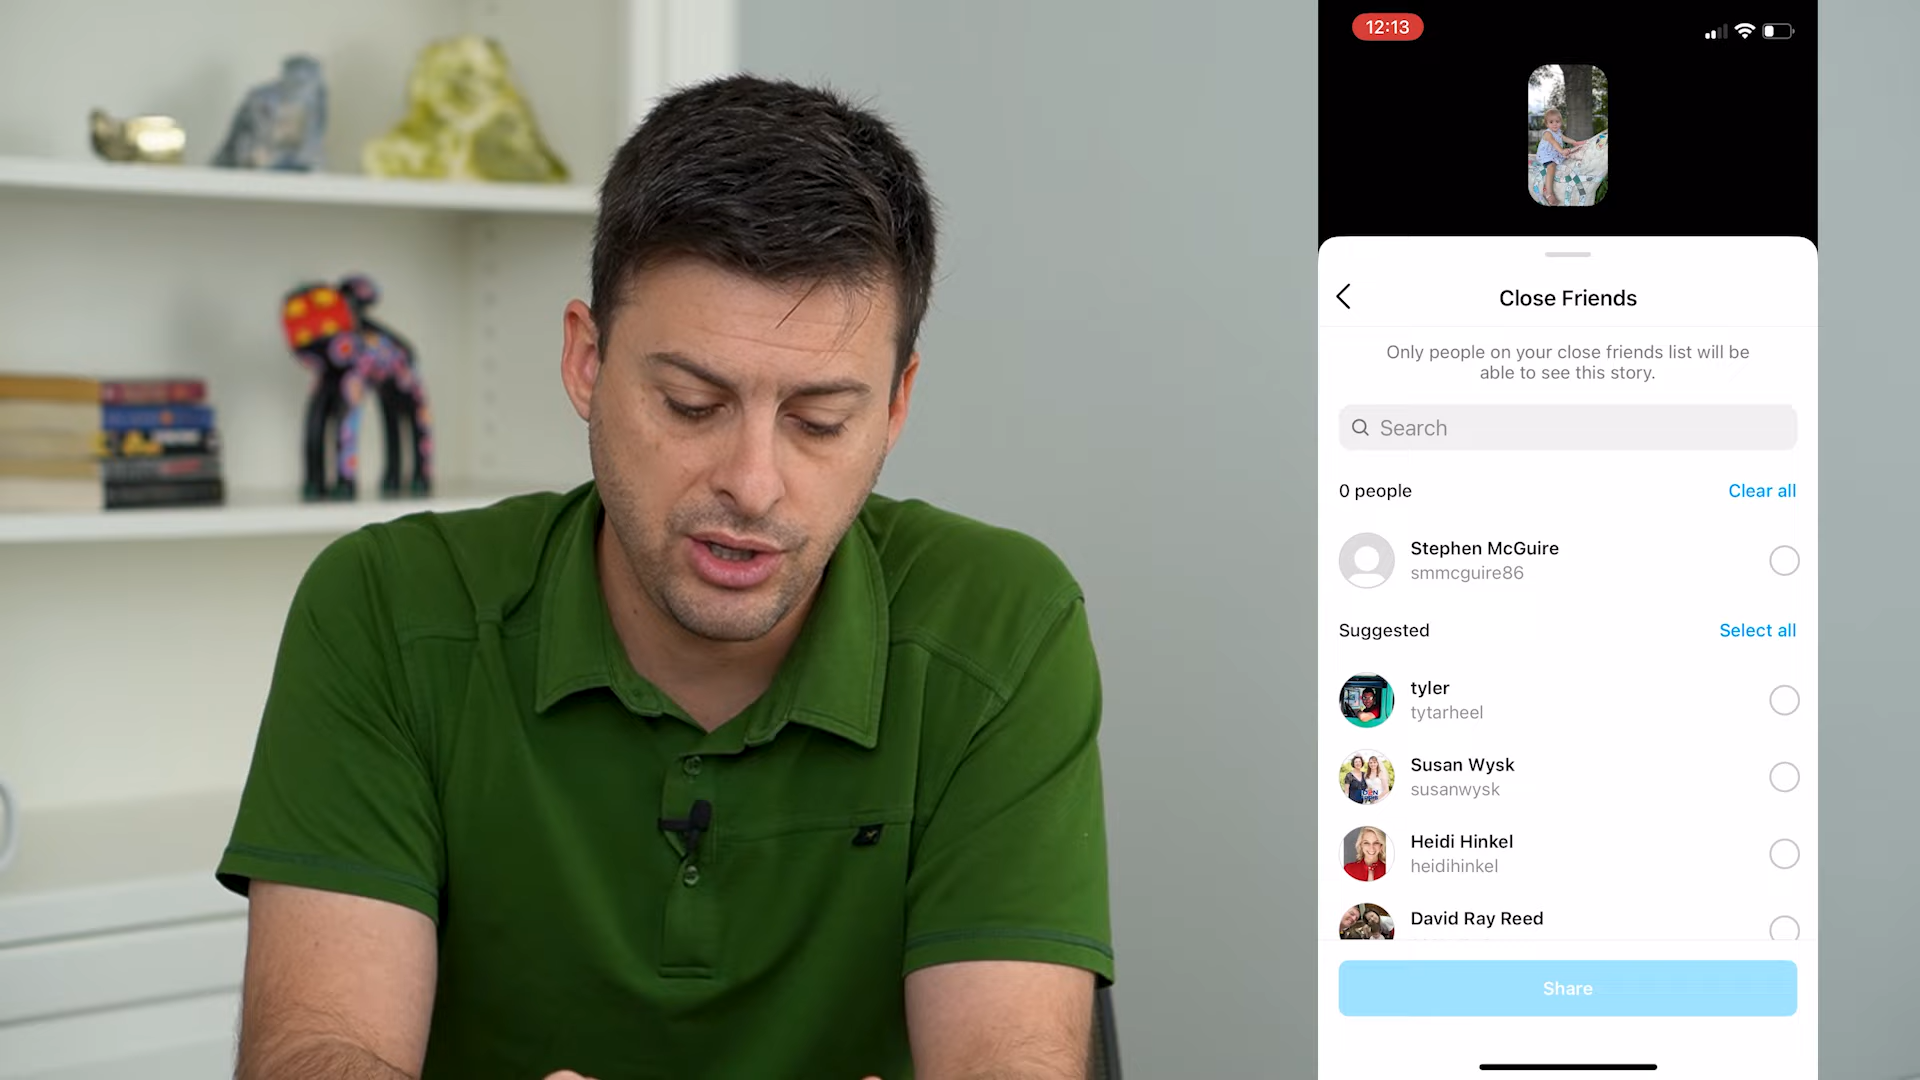 12:13
Close Friends
Only people on your close friends list will be
able to see this story.
Search
0 people
Clear all
Stephen McGuire
smmcguire86
Suggested
Select all
tyler
tytarheel
Susan Wysk
susanwysk
Heidi Hinkel
heidihinkel
David Ray Reed
Share